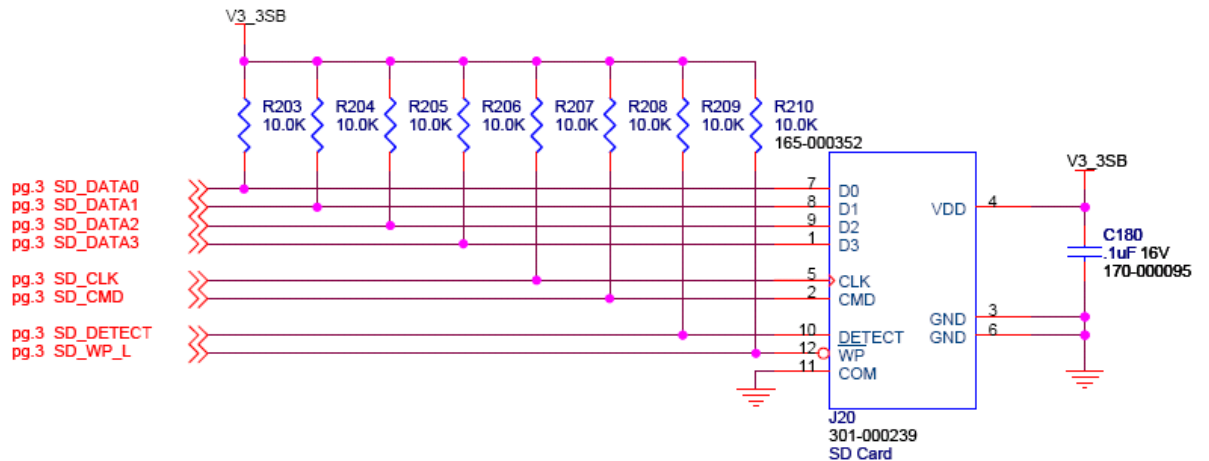 V3_3SB
R203
10.0K
R204
10.0K
R205
10.0K
R206
10.0K
R207
10.0K
R208
10.0K
R209
10.0K
R210
10.0K
165-000352
pg.3 SD_DATA0
pg.3 SD_DATA1
pg.3 SD_DATA2
pg.3 SD_DATA3
pg.3 SD_CLK
pg.3 SD_CMD
pg.3 SD_DETECT
pg.3 SD_WP_L
7 D0
8 D1
9 D2
1 D3
5 CLK
2 CMD
10 DETECT
12 WP
11 COM
VDD 4
GND 3
GND 6
J20
301-000239
SD Card
V3_3SB
C180
.1uF 16V
170-000095